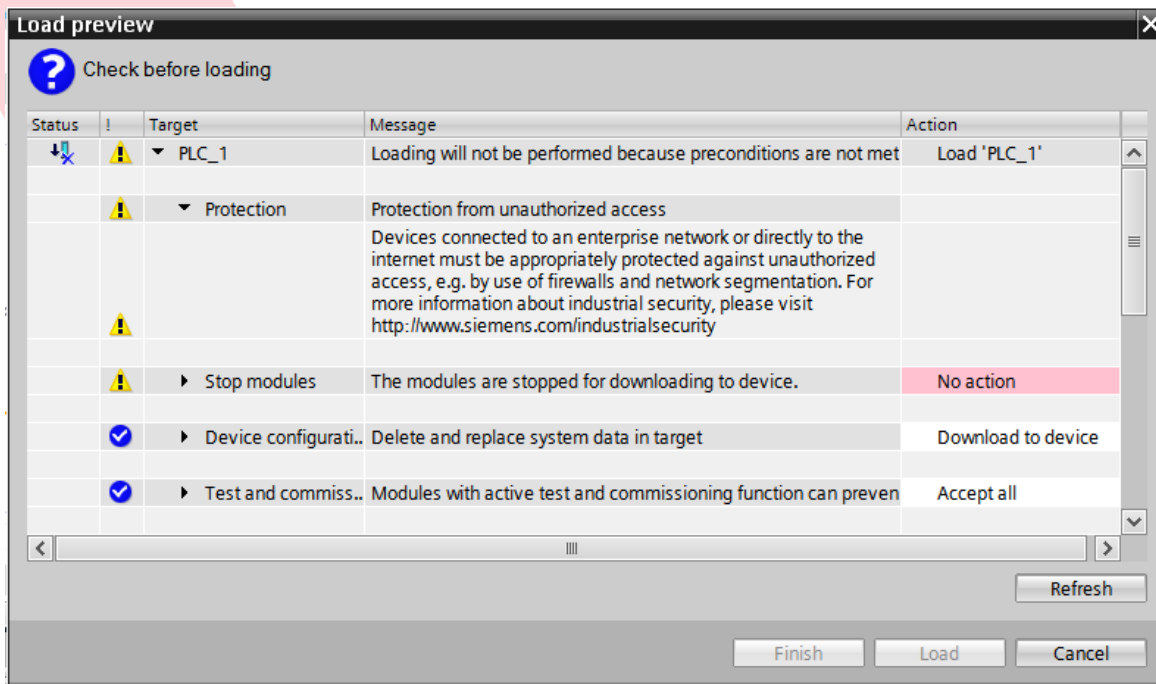 Load preview
Check before loading
Status ! Target Message Action
PLC_1 Loading will not be performed because preconditions are not met Load 'PLC_1'
Protection Protection from unauthorized access
Devices connected to an enterprise network or directly to the
internet must be appropriately protected against unauthorized
access, e.g. by use of firewalls and network segmentation. For
more information about industrial security, please visit
http://www.siemens.com/industrialsecurity
Stop modules The modules are stopped for downloading to device. No action
Device configurati.. Delete and replace system data in target Download to device
Test and commiss.. Modules with active test and commissioning function can preven Accept all
Refresh
Finish Load Cancel